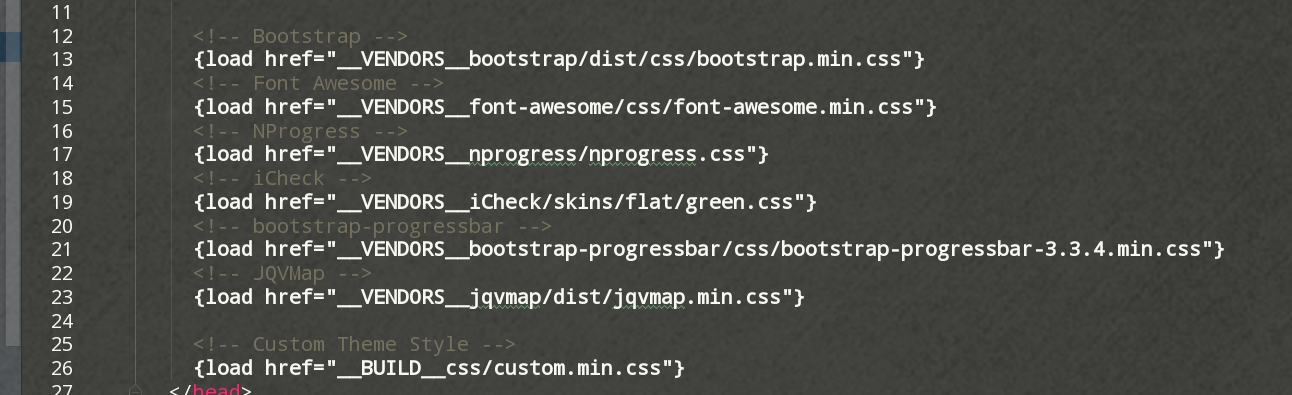 11
12 <!-- Bootstrap -->
13 {load href="__VENDORS__bootstrap/dist/css/bootstrap.min.css"}
14 <!-- Font Awesome -->
15 {load href="__VENDORS__font-awesome/css/font-awesome.min.css"}
16 <!-- NProgress -->
17 {load href="__VENDORS__nprogress/nprogress.css"}
18 <!-- iCheck -->
19 {load href="__VENDORS__iCheck/skins/flat/green.css"}
20 <!-- bootstrap-progressbar -->
21 {load href="__VENDORS__bootstrap-progressbar/css/bootstrap-progressbar-3.3.4.min.css"}
22 <!-- JQVMap -->
23 {load href="__VENDORS__jqvmap/dist/jqvmap.min.css"}
24
25 <!-- Custom Theme Style -->
26 {load href="__BUILD__css/custom.min.css"}
27 </head>